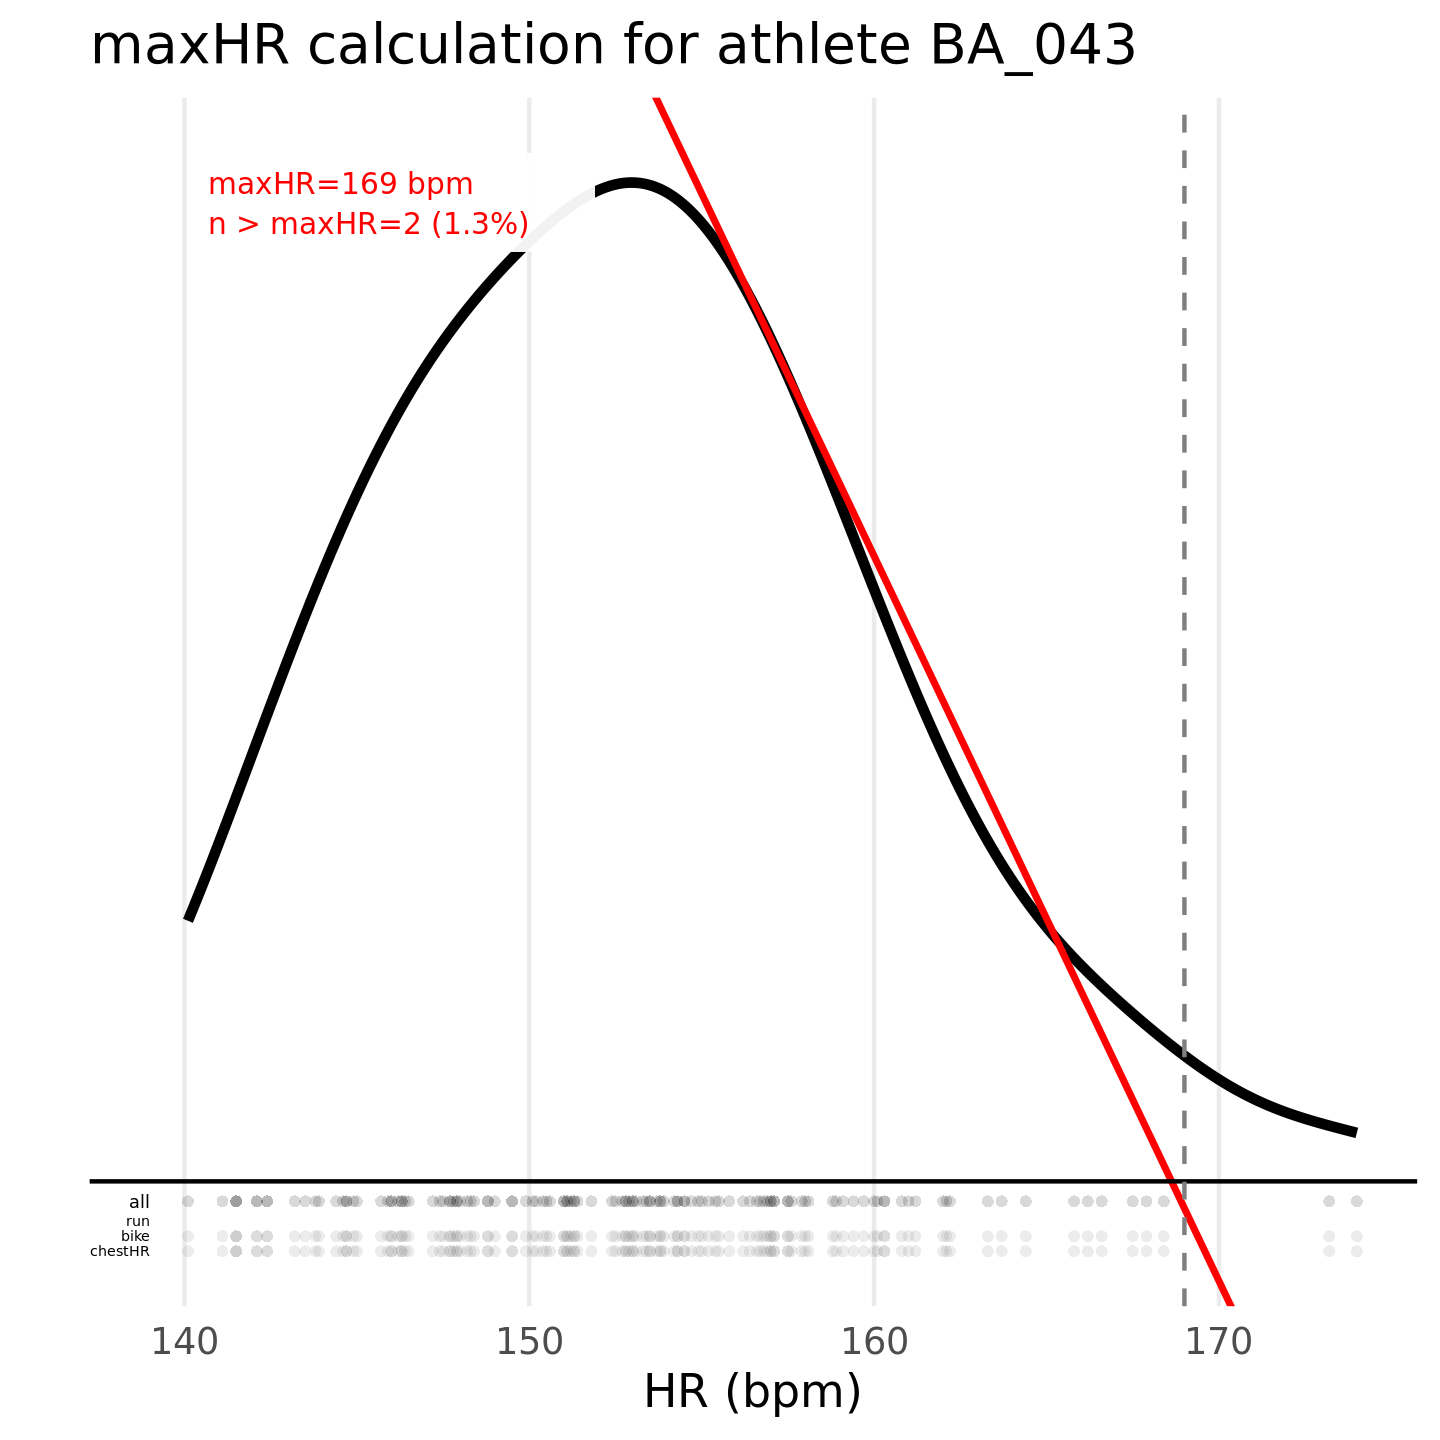 maxHR calculation for athlete BA_043
maxHR=169 bpm
n > maxHR=2 (1.3%)
all
run
bike
chestHR
140 150 160 170
HR (bpm)